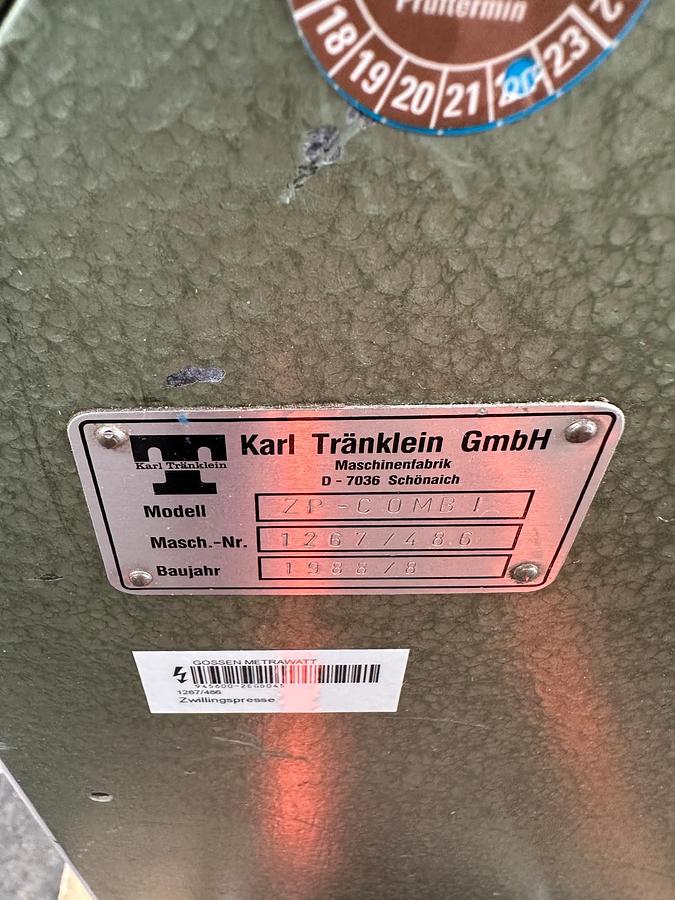 Prüftermin
18 19 20 21 23
Karl Tränklein
Karl Tränklein GmbH
Maschinenfabrik
D - 7036 Schönaich
Modell ZP-COMBI
Masch.-Nr. 1267/486
Baujahr 1988/8
GOSSEN METRAWATT
1267/486
Zwillingspresse